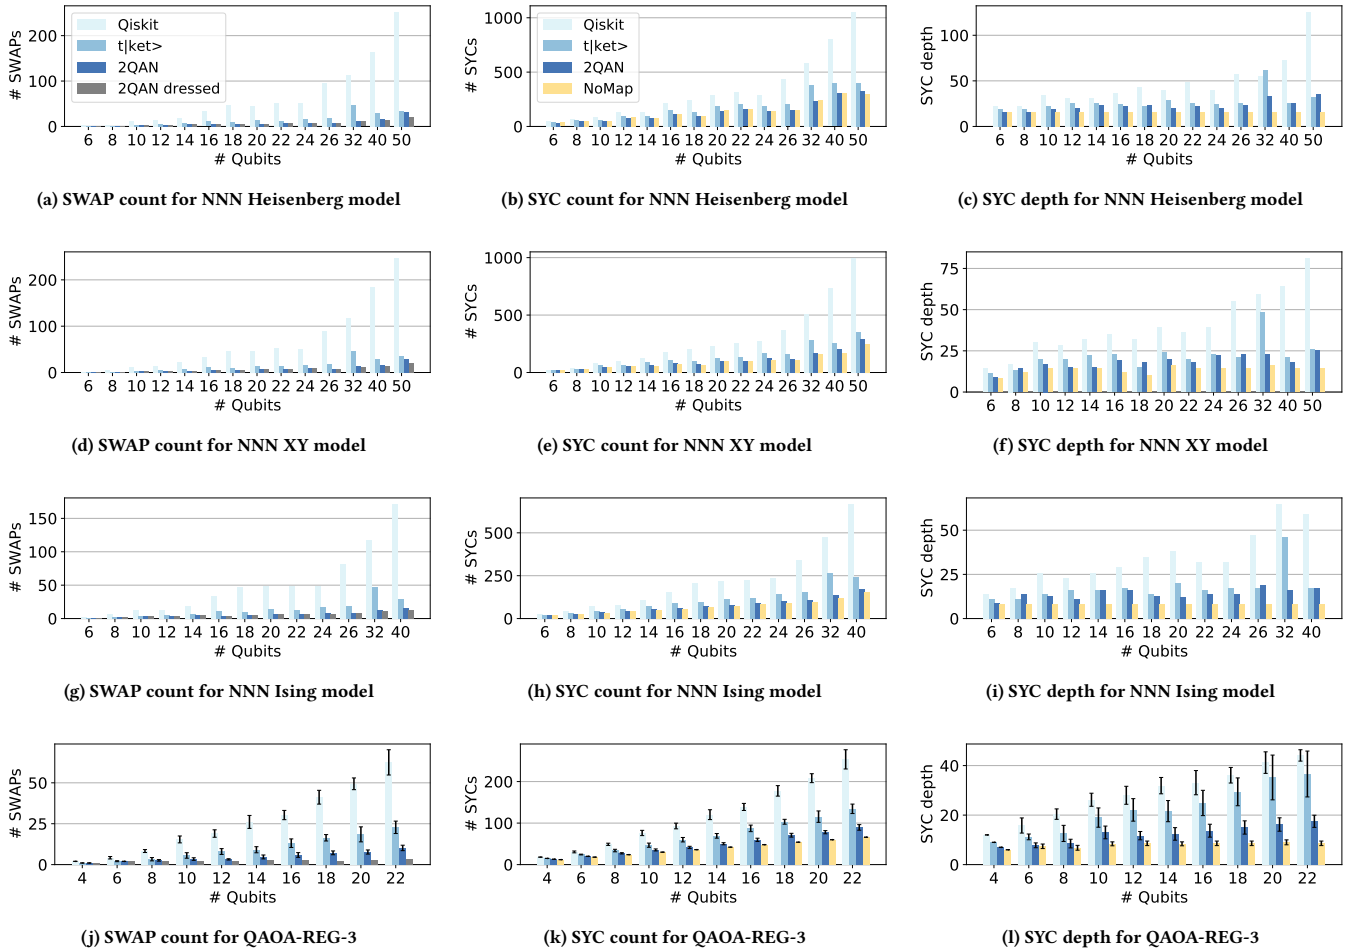 # SWAPs
200
100
0
Qiskit
t|ket>
2QAN
2QAN dressed
6 8 10 12 14 16 18 20 22 24 26 32 40 50
# Qubits
(a) SWAP count for NNN Heisenberg model
# SYCs
1000
500
0
Qiskit
t|ket>
2QAN
NoMap
6 8 10 12 14 16 18 20 22 24 26 32 40 50
# Qubits
(b) SYC count for NNN Heisenberg model
SYC depth
100
50
0
6 8 10 12 14 16 18 20 22 24 26 32 40 50
# Qubits
(c) SYC depth for NNN Heisenberg model
# SWAPs
200
100
0
6 8 10 12 14 16 18 20 22 24 26 32 40 50
# Qubits
(d) SWAP count for NNN XY model
# SYCs
1000
500
0
6 8 10 12 14 16 18 20 22 24 26 32 40 50
# Qubits
(e) SYC count for NNN XY model
SYC depth
75
50
25
0
6 8 10 12 14 16 18 20 22 24 26 32 40 50
# Qubits
(f) SYC depth for NNN XY model
# SWAPs
150
100
50
0
6 8 10 12 14 16 18 20 22 24 26 32 40
# Qubits
(g) SWAP count for NNN Ising model
# SYCs
500
250
0
6 8 10 12 14 16 18 20 22 24 26 32 40
# Qubits
(h) SYC count for NNN Ising model
SYC depth
50
25
0
6 8 10 12 14 16 18 20 22 24 26 32 40
# Qubits
(i) SYC depth for NNN Ising model
# SWAPs
50
25
0
4 6 8 10 12 14 16 18 20 22
# Qubits
(j) SWAP count for QAOA-REG-3
# SYCs
200
100
0
4 6 8 10 12 14 16 18 20 22
# Qubits
(k) SYC count for QAOA-REG-3
SYC depth
40
20
0
4 6 8 10 12 14 16 18 20 22
# Qubits
(l) SYC depth for QAOA-REG-3